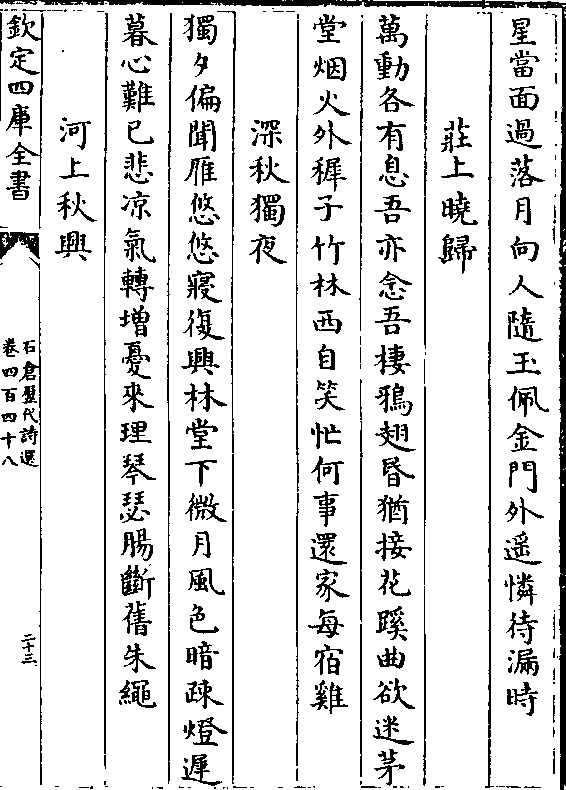 星當面過落月向人隨玉佩金門外遥憐待漏時
莊上曉歸
萬動各有息吾亦念吾棲鴉翅昏猶接花蹊曲欲迷茅
堂烟火外穉子竹林西自笑忙何事還家每宿雞
深秋獨夜
獨夕偏聞雁悠悠寢復興林堂下微月風色暗疎燈遲
暮心難已悲凉氣轉增憂來理琴瑟腸斷舊朱繩
河上秋興
欽定四庫全書
石倉歷代詩選
卷四百四十八
二十三